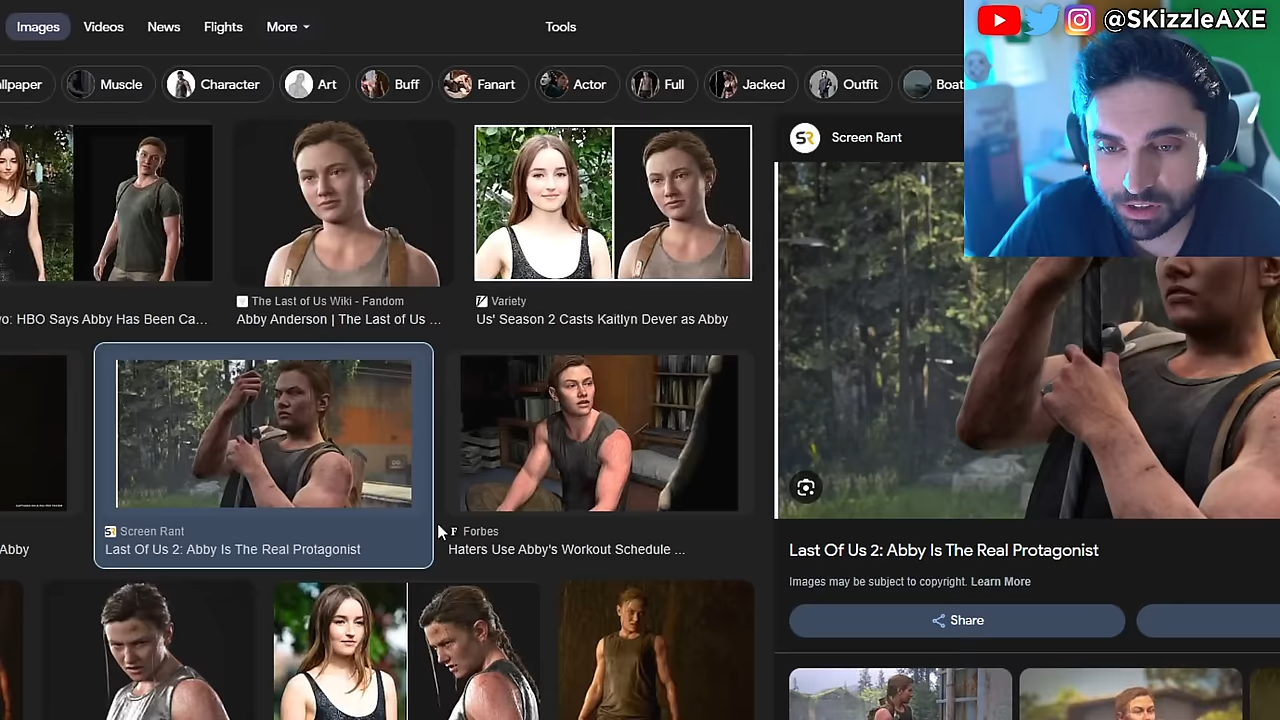 Images Videos News Flights More Tools
@SKizzleAXE
llpaper Muscle Character Art Buff Fanart Actor Full Jacked Outfit Boat
SR Screen Rant
The Last of Us Wiki - Fandom
Variety
vo: HBO Says Abby Has Been Ca...
Abby Anderson | The Last of Us ...
Us' Season 2 Casts Kaitlyn Dever as Abby
SR Screen Rant
F Forbes
Abby
Last Of Us 2: Abby Is The Real Protagonist
Haters Use Abby's Workout Schedule ...
Last Of Us 2: Abby Is The Real Protagonist
Images may be subject to copyright. Learn More
Share